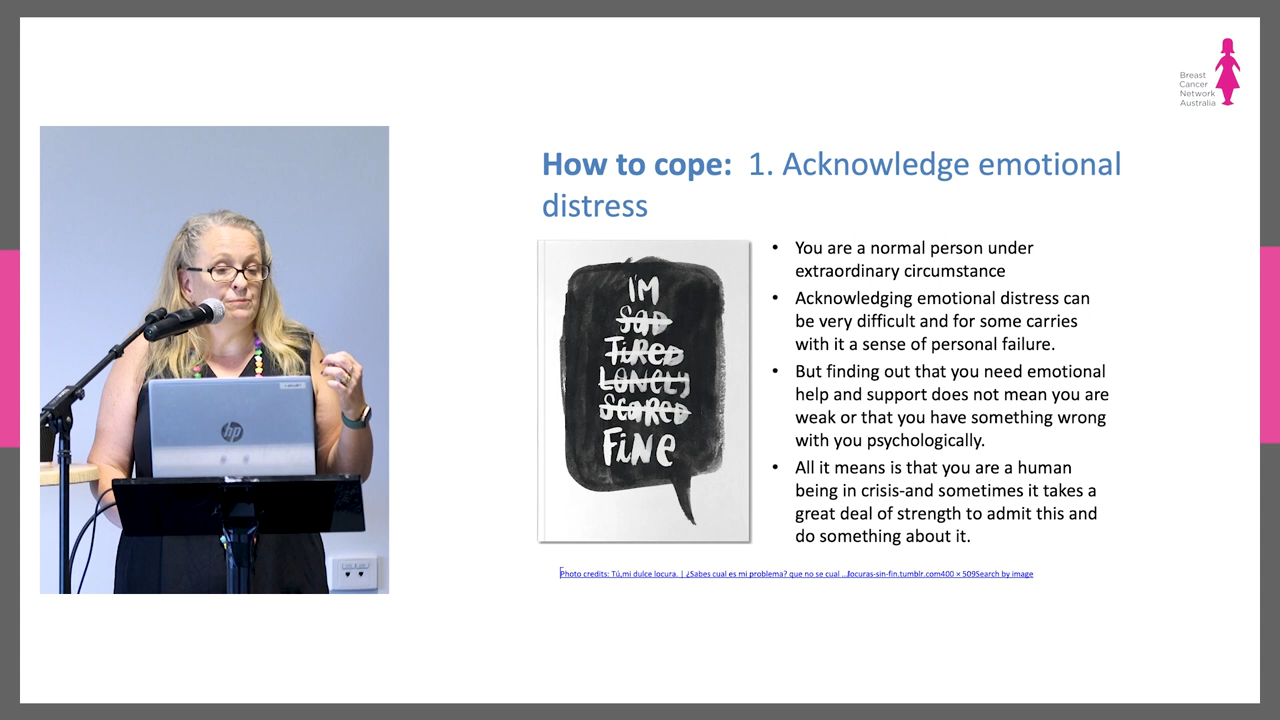 Breast
Cancer
Network
Australia
How to cope:  1. Acknowledge emotional
distress
I'M
SAD
TIRED
LONELY
SCARED
FINE
• You are a normal person under
extraordinary circumstance
• Acknowledging emotional distress can
be very difficult and for some carries
with it a sense of personal failure.
• But finding out that you need emotional
help and support does not mean you are
weak or that you have something wrong
with you psychologically.
• All it means is that you are a human
being in crisis-and sometimes it takes a
great deal of strength to admit this and
do something about it.
Photo credits: Tú,mi dulce locura. | ¿Sabes cual es mi problema? que no se cual ...locuras-sin-fin.tumblr.com400 × 509Search by image
hp